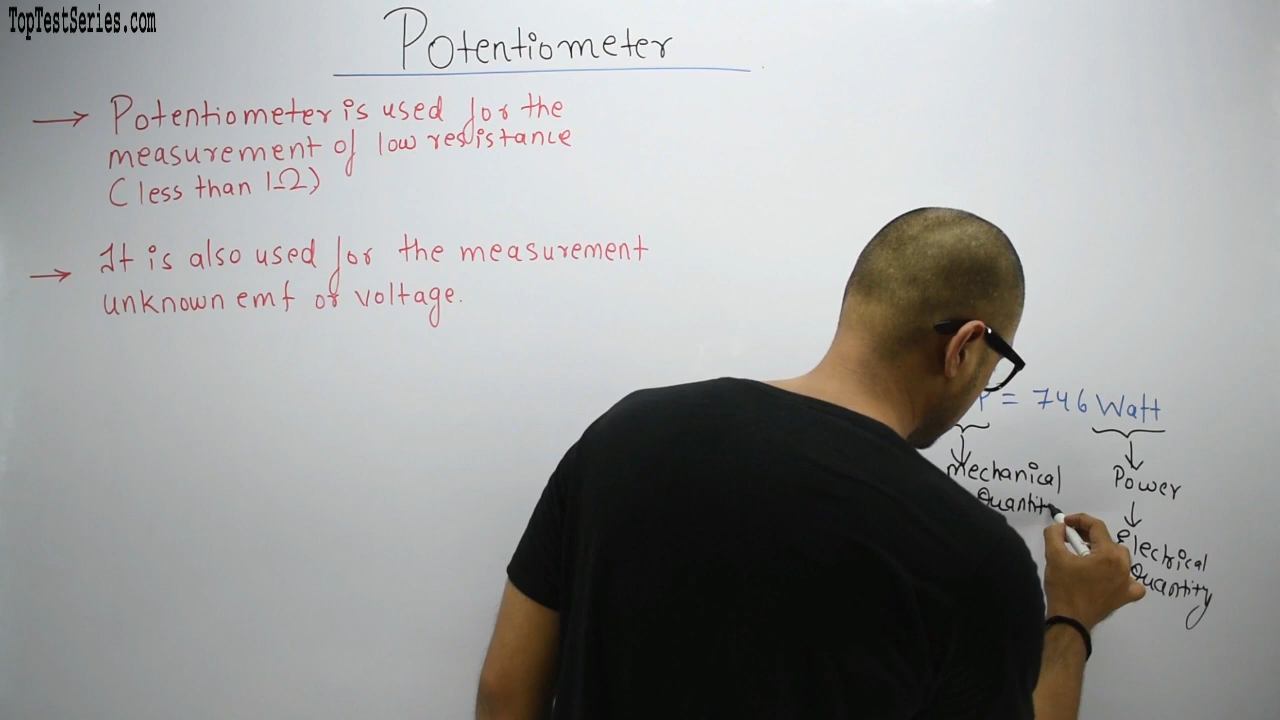 TopTestSeries.com
Potentiometer
→ Potentiometer is used for the
measurement of low resistance
(less than 1Ω)
→ It is also used for the measurement
unknown emf or voltage.
P = 746 Watt
Mechanical
Quantity
Power
Electrical
Quantity